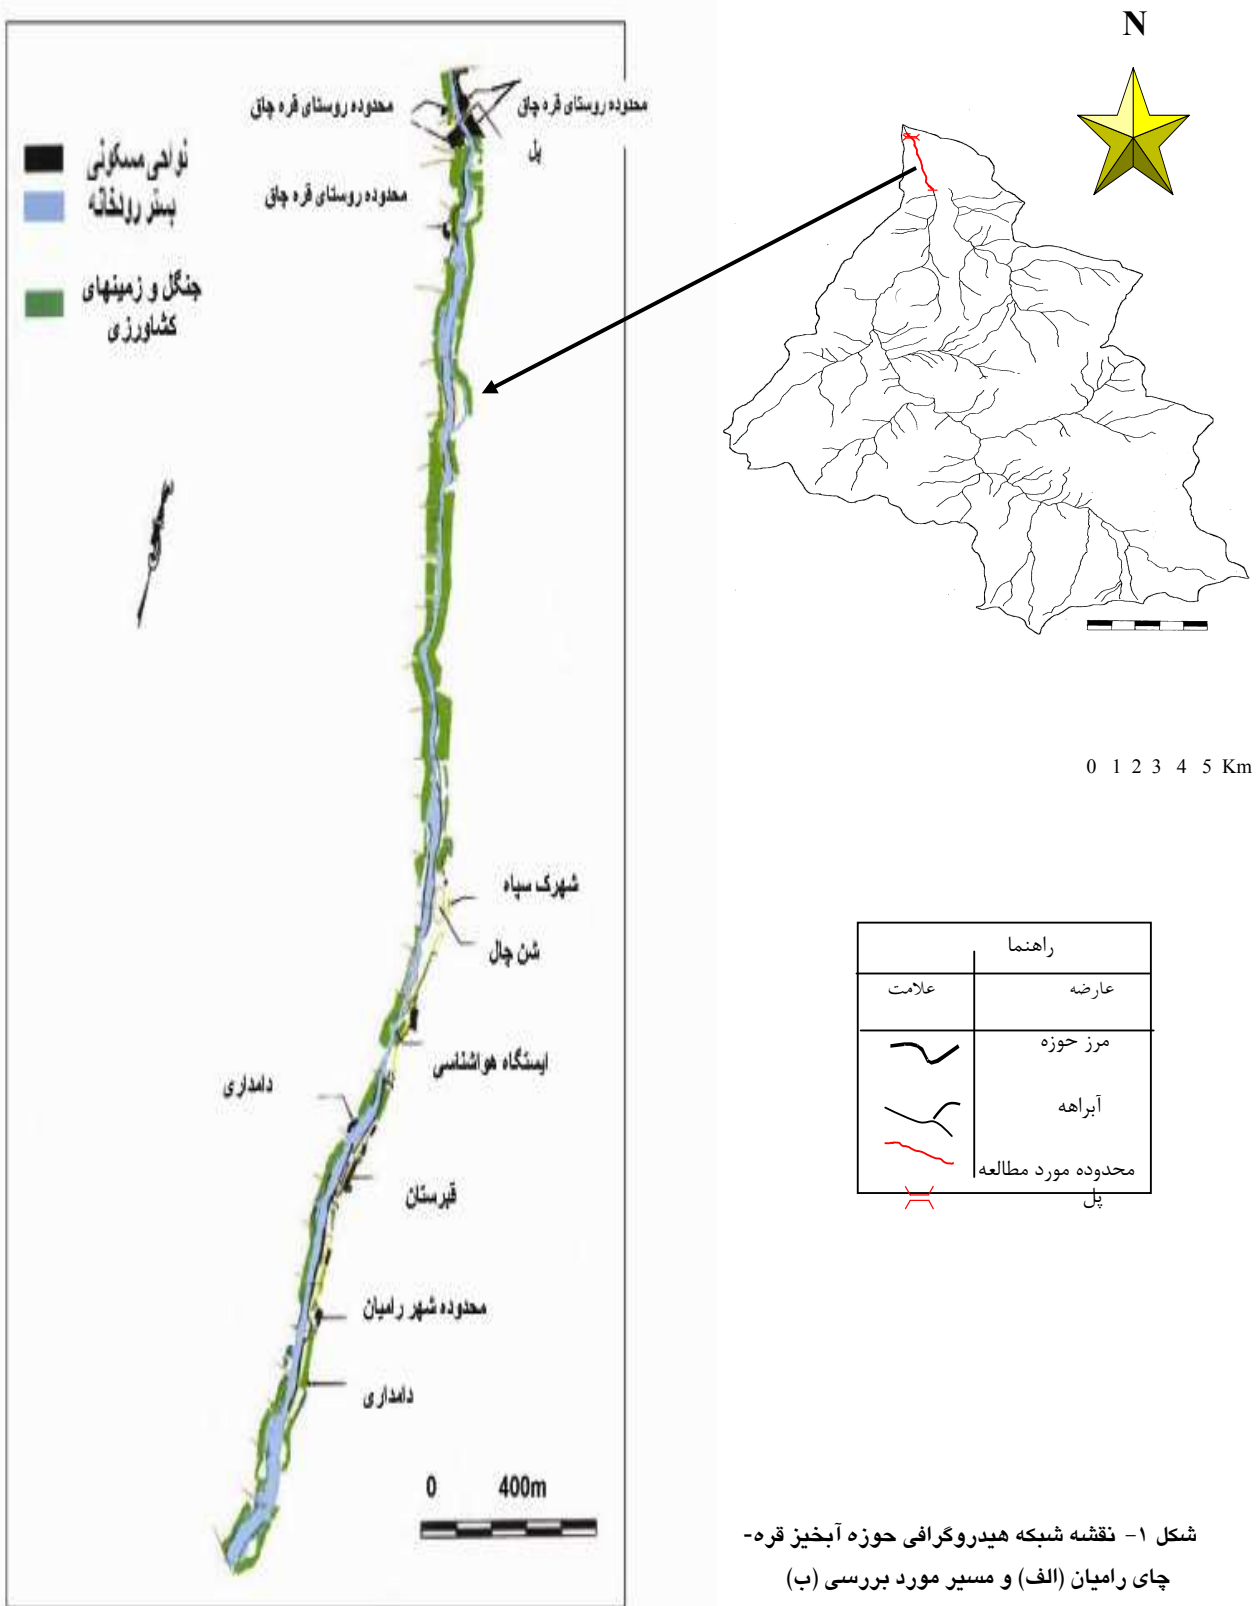 N
محدوده روستای قره چاق
محدوده روستای قره چاق
پل
نواحی مسکونی
بستر رودخانه
محدوده روستای قره چاق
جنگل و زمینهای
کشاورزی
0 1 2 3 4 5 Km
شهرک سپاه
شن چال
راهنما
عارضه علامت
مرز حوزه
آبراهه
محدوده مورد مطالعه
پل
ایستگاه هواشناسی
دامداری
قبرستان
محدوده شهر رامیان
دامداری
0 400m
شکل ۱- نقشه شبکه هیدروگرافی حوزه آبخیز قره-
چای رامیان (الف) و مسیر مورد بررسی (ب)